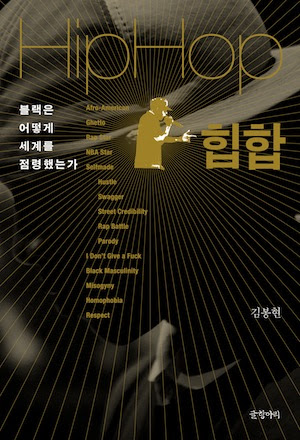 HipHop
블랙은
어떻게
세계를
점령했는가
힙합
Afro-American
Ghetto
Rap Star
NBA Star
Selfmade
Hustle
Swagger
Street Credibility
Rap Battle
Parody
I Don't Give a Fuck
Black Masculinity
Misogyny
Homophobia
Respect
김봉현
글항아리